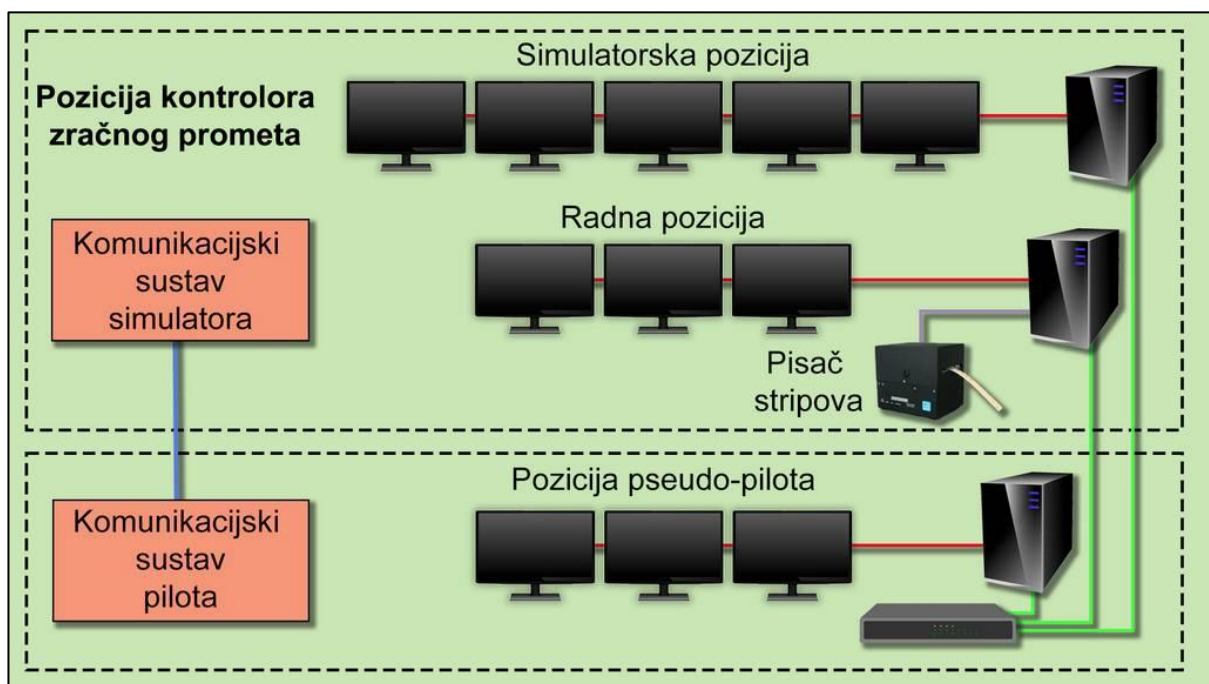 Simulatorska pozicija
Pozicija kontrolora
zračnog prometa
Radna pozicija
Komunikacijski
sustav
simulatora
Pisač
stripova
Pozicija pseudo-pilota
Komunikacijski
sustav
pilota